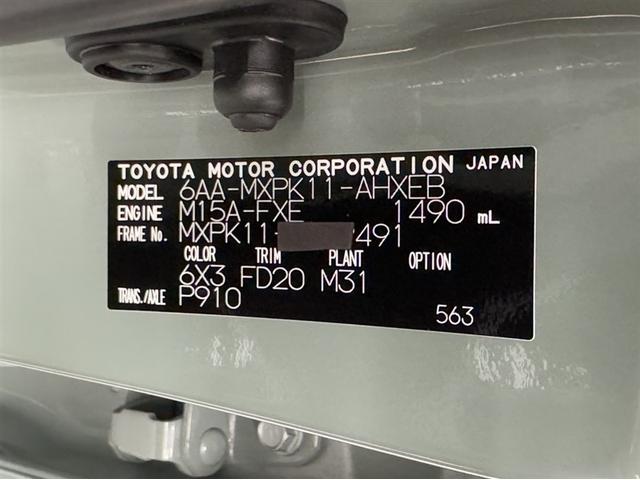 TOYOTA MOTOR CORPORATION JAPAN
MODEL 6AA-MXPK11-AHXEB
ENGINE M15A-FXE 1490 mL
FRAME No. MXPK11- 491
COLOR TRIM PLANT OPTION
6X3 FD20 M31
TRANS./AXLE P910
563